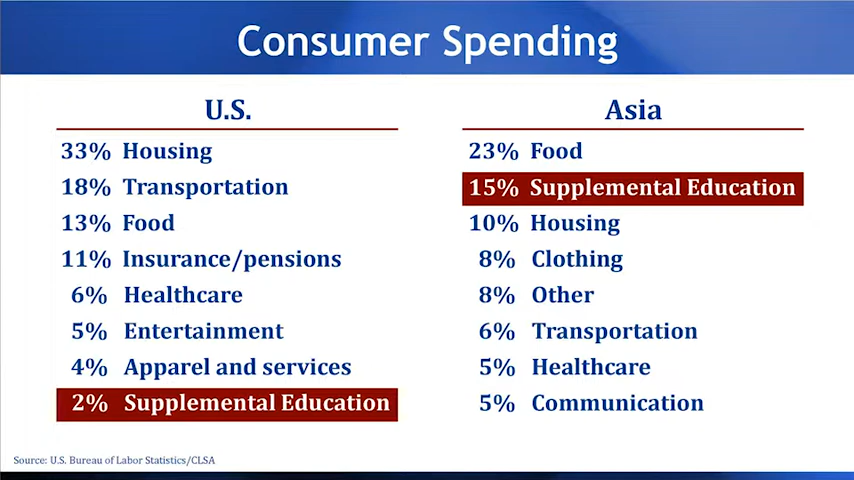 Consumer Spending
U.S.
33% Housing
18% Transportation
13% Food
11% Insurance/pensions
6% Healthcare
5% Entertainment
4% Apparel and services
2% Supplemental Education
Asia
23% Food
15% Supplemental Education
10% Housing
8% Clothing
8% Other
6% Transportation
5% Healthcare
5% Communication
Source: U.S. Bureau of Labor Statistics/CLSA